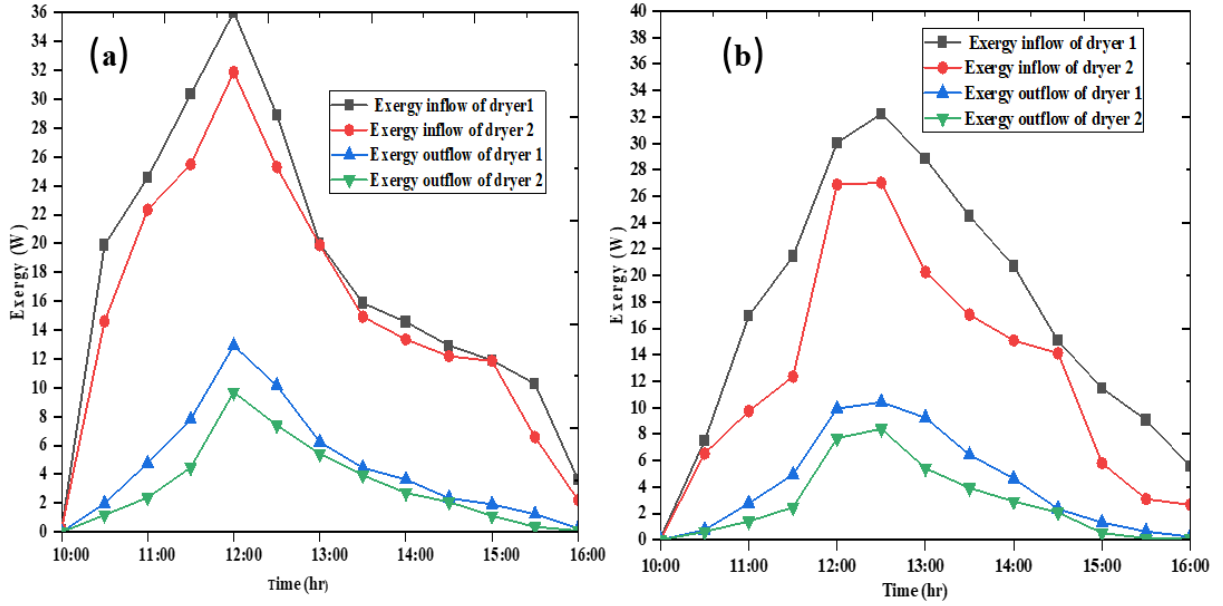 (a)
Exergy inflow of dryer1
Exergy inflow of dryer 2
Exergy outflow of dryer 1
Exergy outflow of dryer 2
Exergy (W)
36
34
32
30
28
26
24
22
20
18
16
14
12
10
8
6
4
2
0
10:00 11:00 12:00 13:00 14:00 15:00 16:00
Time (hr)
(b)
Exergy inflow of dryer 1
Exergy inflow of dryer 2
Exergy outflow of dryer 1
Exergy outflow of dryer 2
Exergy (W)
40
38
36
34
32
30
28
26
24
22
20
18
16
14
12
10
8
6
4
2
0
10:00 11:00 12:00 13:00 14:00 15:00 16:00
Time (hr)